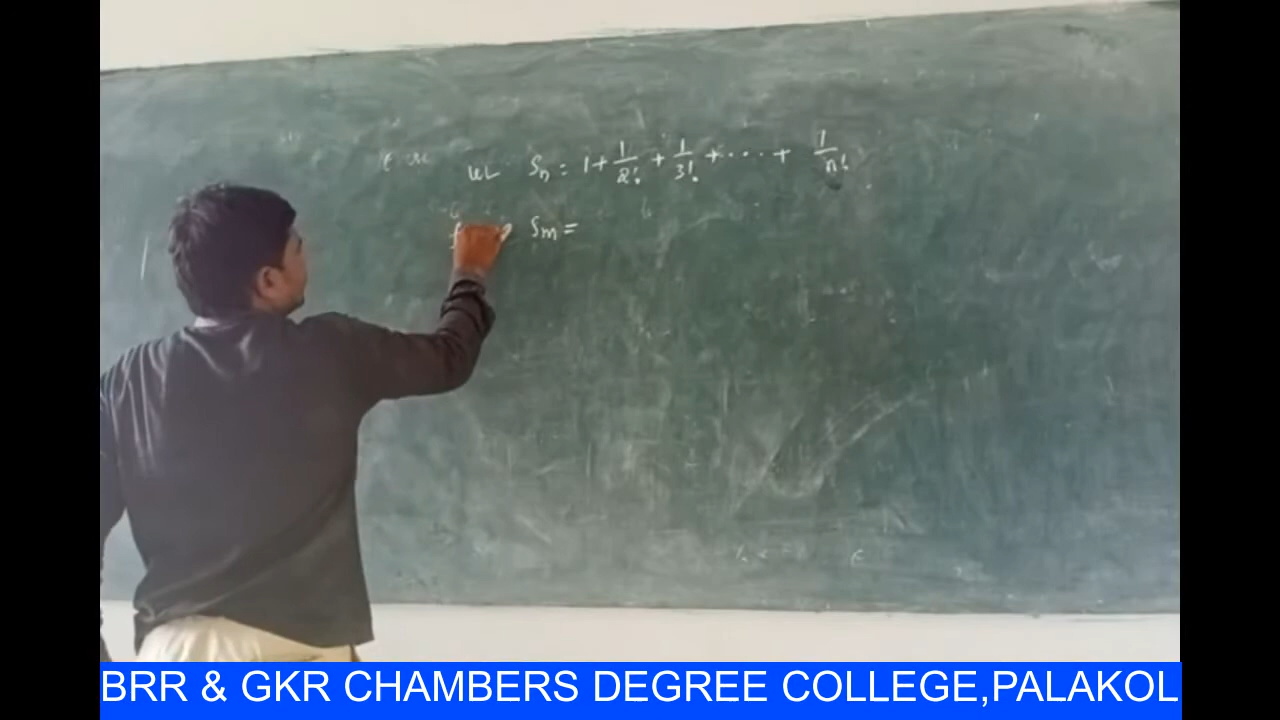 let Sn = 1 + 1/2! + 1/3! + .... + 1/n!
Sm =
BRR & GKR CHAMBERS DEGREE COLLEGE,PALAKOL